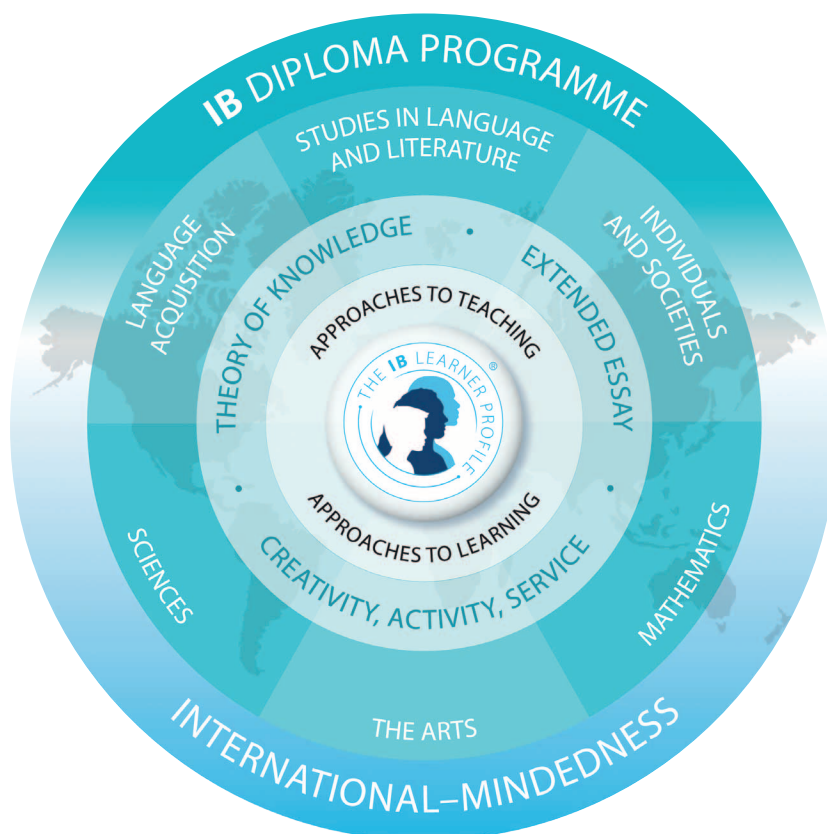 IB DIPLOMA PROGRAMME
STUDIES IN LANGUAGE
AND LITERATURE
LANGUAGE
ACQUISITION
INDIVIDUALS
AND SOCIETIES
THEORY OF KNOWLEDGE
EXTENDED ESSAY
APPROACHES TO TEACHING
THE IB LEARNER PROFILE ®
APPROACHES TO LEARNING
CREATIVITY, ACTIVITY, SERVICE
SCIENCES
MATHEMATICS
THE ARTS
INTERNATIONAL–MINDEDNESS